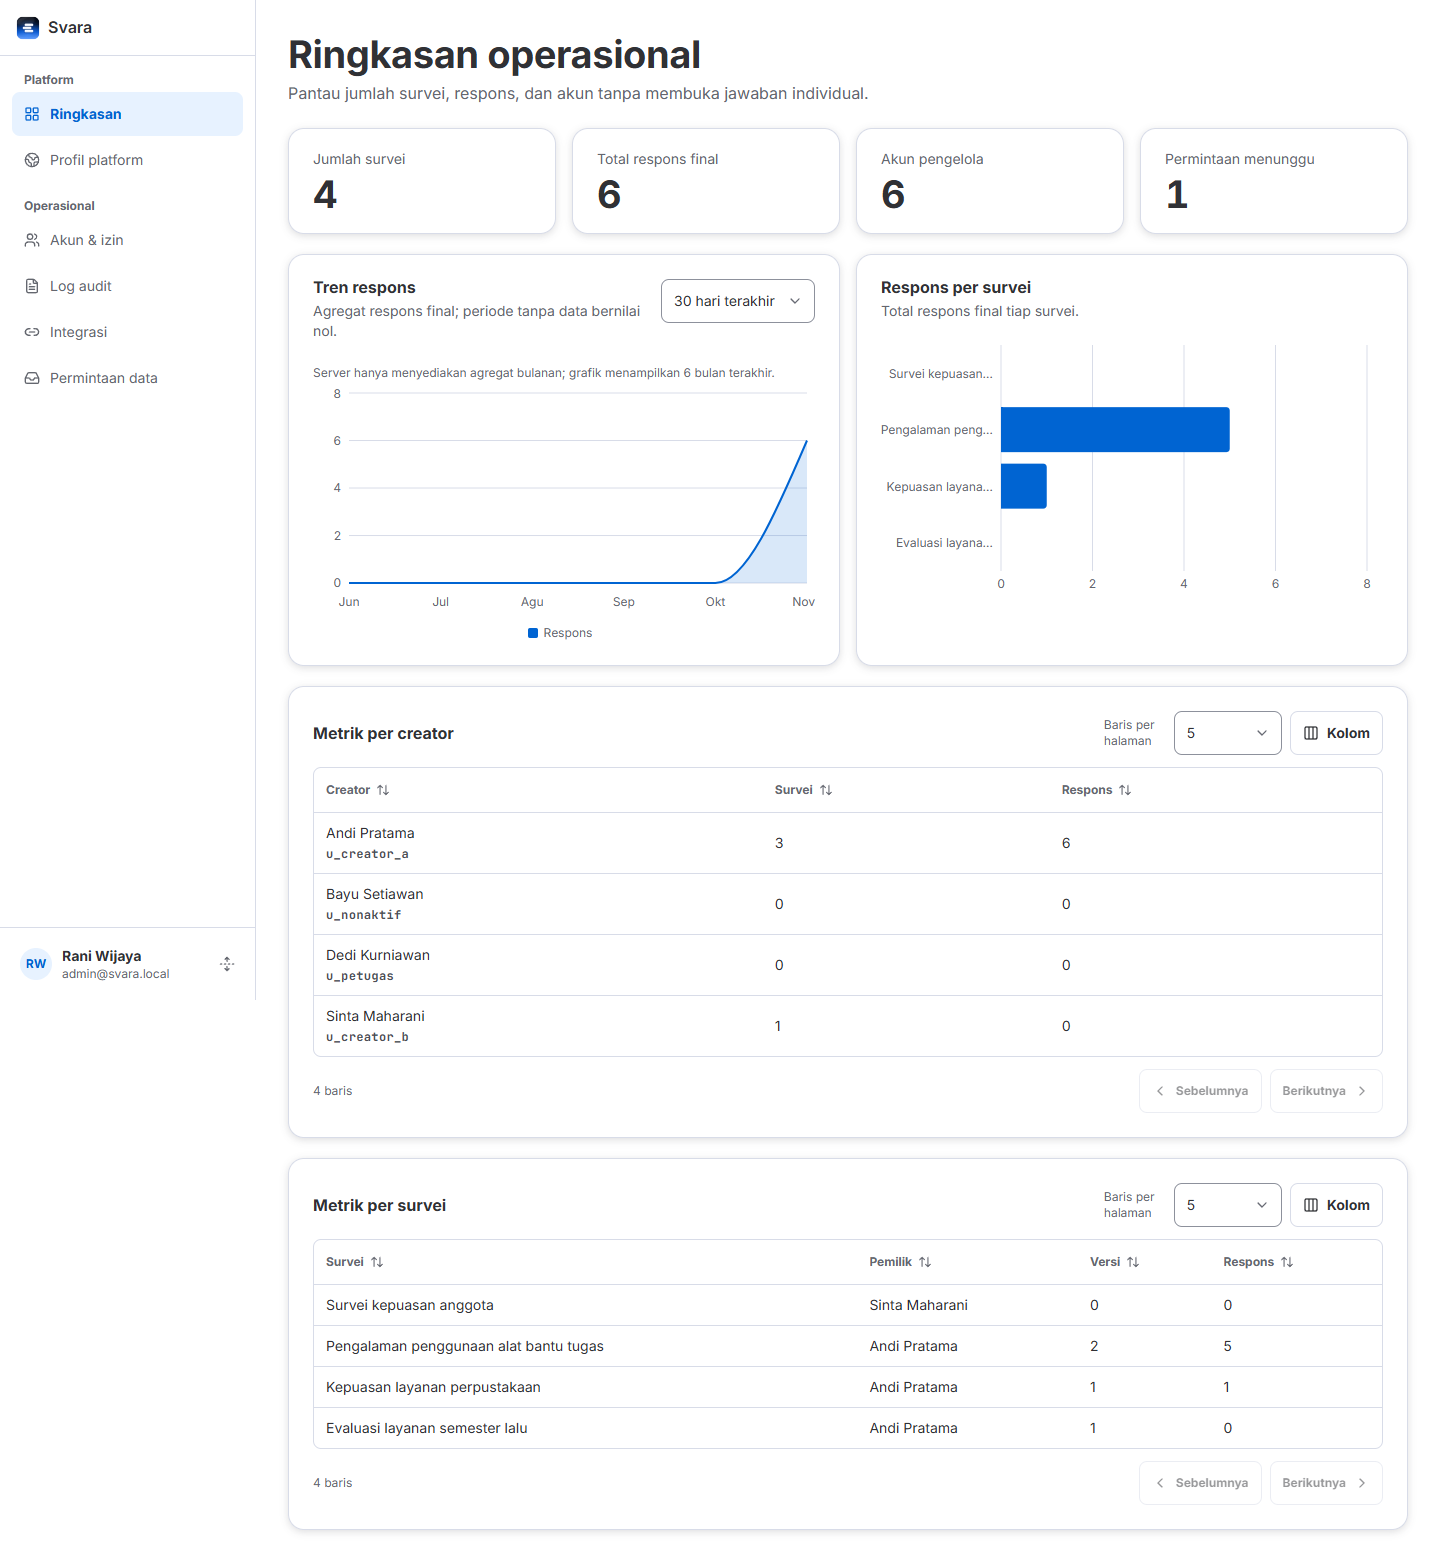 Svara
Platform
Ringkasan
Profil platform
Operasional
Akun & izin
Log audit
Integrasi
Permintaan data
RW
Rani Wijaya
admin@svara.local
Ringkasan operasional
Pantau jumlah survei, respons, dan akun tanpa membuka jawaban individual.
Jumlah survei
4
Total respons final
6
Akun pengelola
6
Permintaan menunggu
1
Tren respons
Agregat respons final; periode tanpa data bernilai
nol.
30 hari terakhir
Server hanya menyediakan agregat bulanan; grafik menampilkan 6 bulan terakhir.
8
6
4
2
0
Jun Jul Agu Sep Okt Nov
Respons
Respons per survei
Total respons final tiap survei.
Survei kepuasan...
Pengalaman peng...
Kepuasan layana...
Evaluasi layana...
0 2 4 6 8
Metrik per creator
Baris per
halaman
5
Kolom
Creator Survei Respons
Andi Pratama
u_creator_a
3 6
Bayu Setiawan
u_nonaktif
0 0
Dedi Kurniawan
u_petugas
0 0
Sinta Maharani
u_creator_b
1 0
4 baris
Sebelumnya
Berikutnya
Metrik per survei
Baris per
halaman
5
Kolom
Survei Pemilik Versi Respons
Survei kepuasan anggota Sinta Maharani 0 0
Pengalaman penggunaan alat bantu tugas Andi Pratama 2 5
Kepuasan layanan perpustakaan Andi Pratama 1 1
Evaluasi layanan semester lalu Andi Pratama 1 0
4 baris
Sebelumnya
Berikutnya